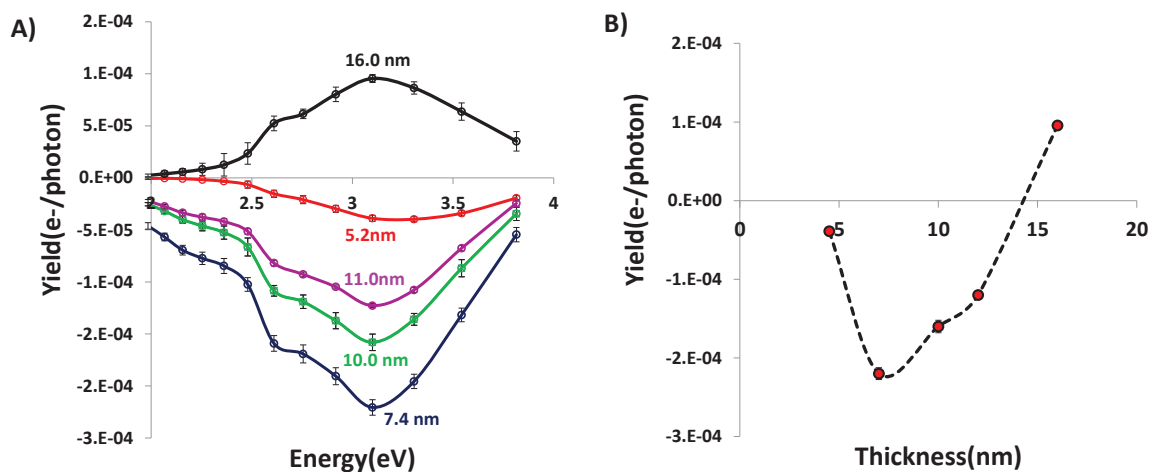 A)
Yield(e-/photon)
2.E-04
1.E-04
5.E-05
0.E+00
-5.E-05
-1.E-04
-2.E-04
-2.E-04
-3.E-04
2
2.5
3
3.5
4
16.0 nm
5.2nm
11.0nm
10.0 nm
7.4 nm
Energy(eV)
B)
Yield(e-/photon)
2.E-04
1.E-04
0.E+00
-1.E-04
-2.E-04
-3.E-04
0
5
10
15
20
Thickness(nm)